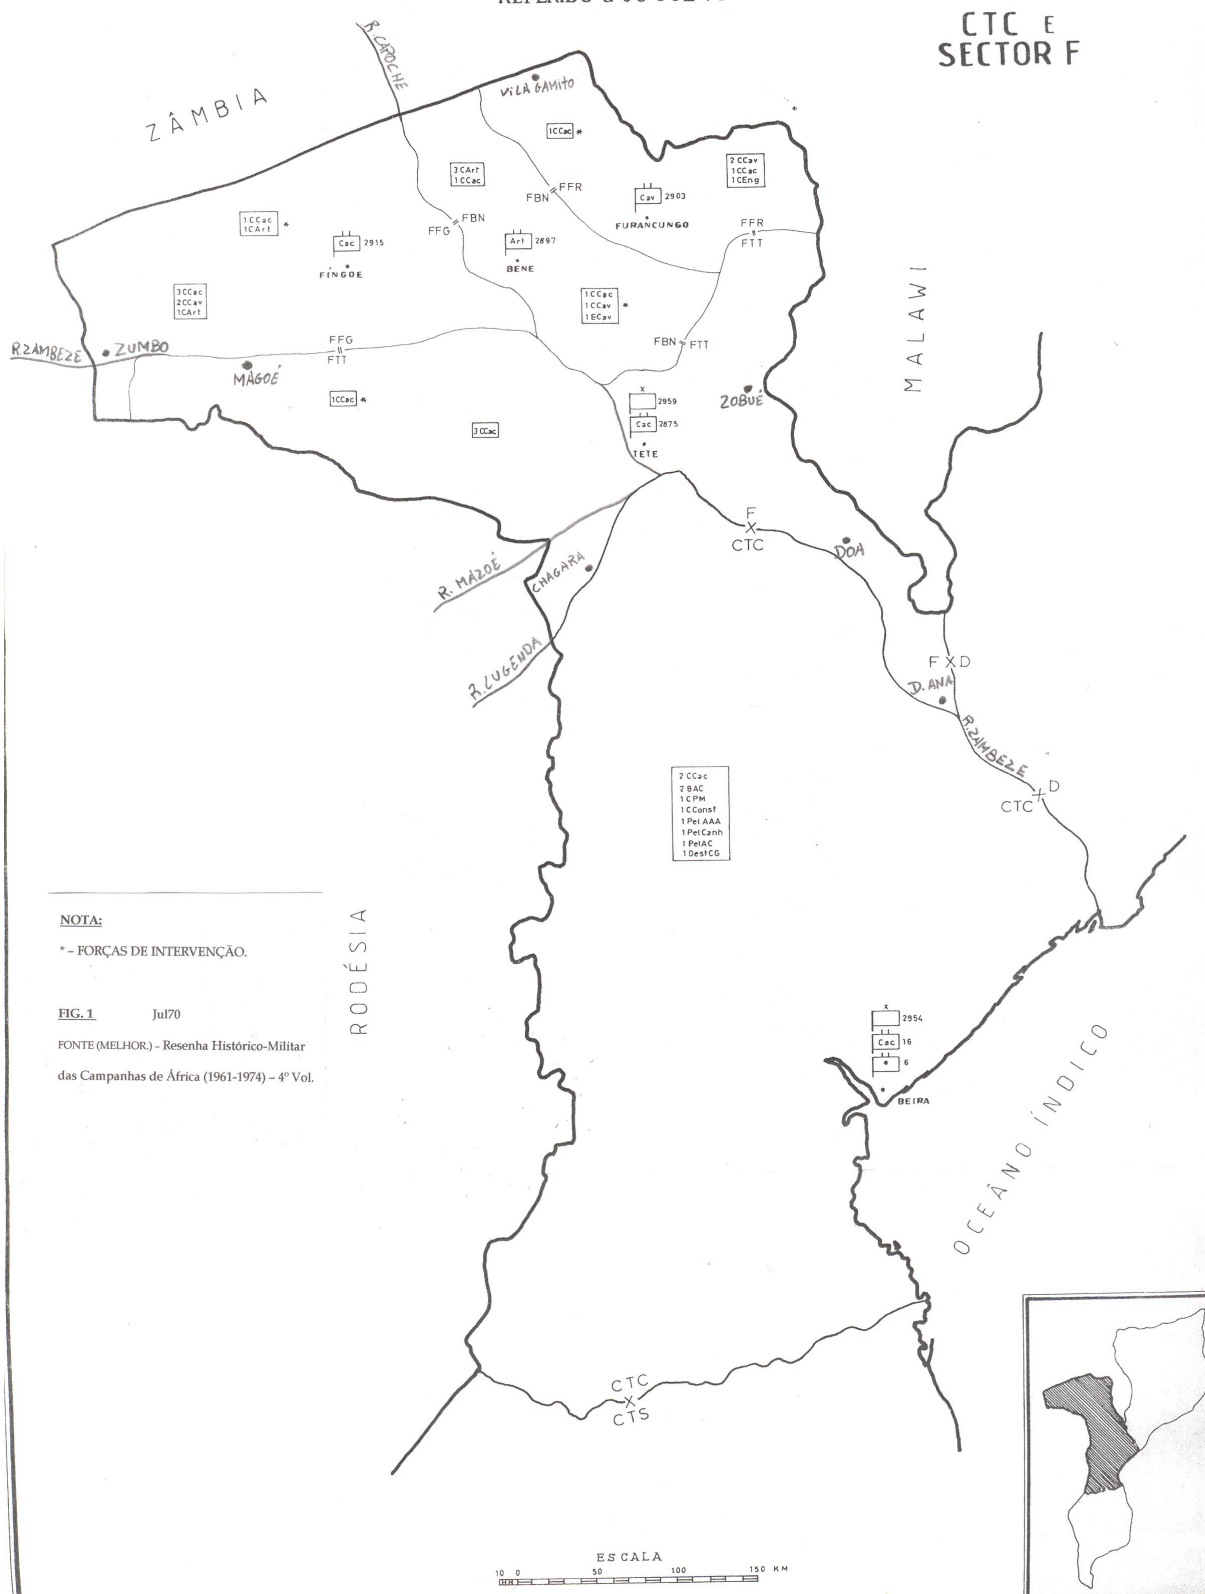 CTC E
SECTOR F
R.CAPOCHE
ZÂMBIA
VILA GAMITO
1CCac *
3CArt
1CCac
2CCav
1CCac
1CEng
FFR
FBN
Cav 2903
FURANCUNGO
1CCac
1CArt *
FBN
FFG
FFR
FTT
Cac 2915
FÍNGOE
Art 2897
BENE
3CCac
2CCav
1CArt
1CCac
1CCav
1ECav *
MALAWI
R.ZAMBEZE
ZUMBO
FFG
FTT
FBN
FTT
MÁGOÉ
1CCac *
x
2959
Cac 2875
TETE
ZOBUÉ
3CCac
F
X
CTC
DOA
R. MAZOÉ
CHAGARA
R.LUGENDA
F X D
D. ANA
R.ZAMBEZE
D
X
CTC
2CCac
2BAC
1CPM
1CConst
1PelAAA
1PelCanh
1PelAC
1DestCG
NOTA:
* – FORÇAS DE INTERVENÇÃO.
FIG. 1 Jul70
FONTE (MELHOR.) – Resenha Histórico-Militar
das Campanhas de África (1961-1974) – 4º Vol.
RODÉSIA
x
2954
Cac 16
6
BEIRA
OCEÂNO ÍNDICO
CTC
X
CTS
ESCALA
10 0 50 100 150 KM